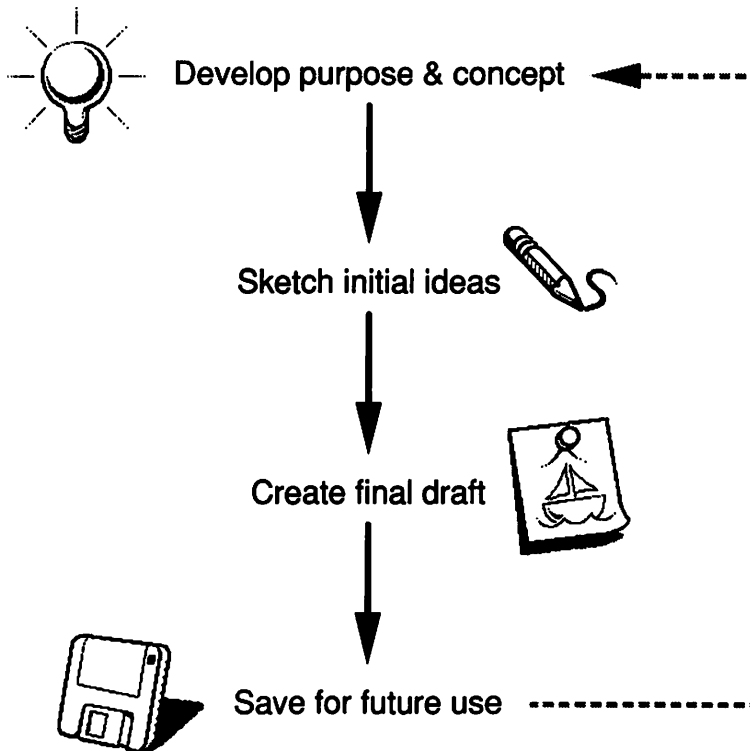 Develop purpose & concept
Sketch initial ideas
Create final draft
Save for future use